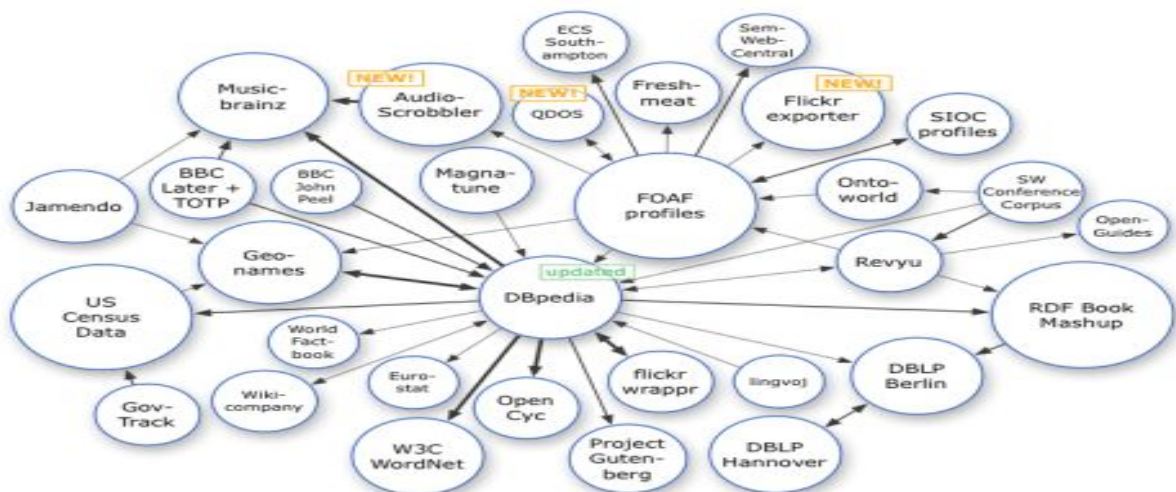 ECS
South-
ampton
Sem-
Web-
Central
NEW!
Music-
brainz
Audio-
Scrobbler
NEW!
QDOS
Fresh-
meat
NEW!
Flickr
exporter
SIOC
profiles
BBC
Later +
TOTP
BBC
John
Peel
Magna-
tune
FOAF
profiles
Onto-
world
SW
Conference
Corpus
Jamendo
Open-
Guides
Geo-
names
Revyu
updated
DBpedia
US
Census
Data
RDF Book
Mashup
World
Fact-
book
Euro-
stat
flickr
wrappr
lingvoj
DBLP
Berlin
Wiki-
company
Open
Cyc
Gov-
Track
W3C
WordNet
Project
Guten-
berg
DBLP
Hannover